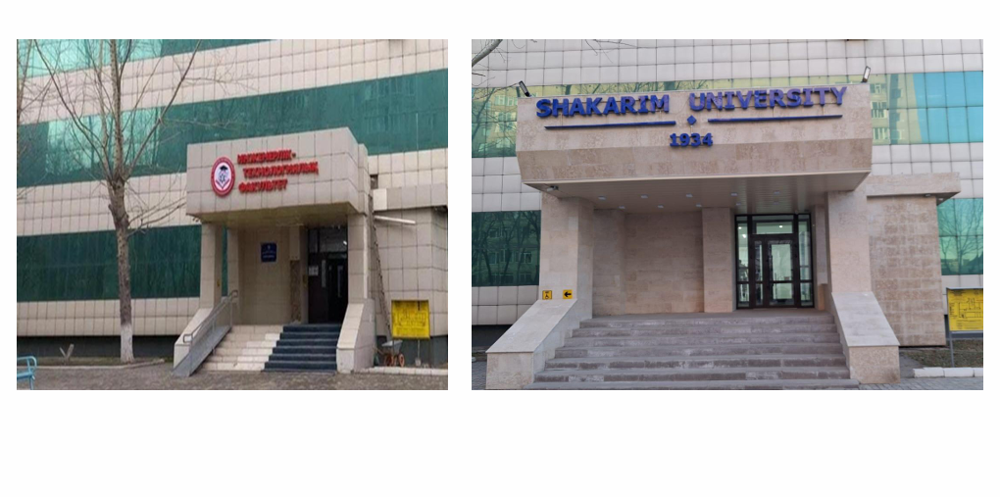 ИНЖЕНЕРЛІК-
ТЕХНОЛОГИЯЛЫҚ
ФАКУЛЬТЕТ
SHAKARIM UNIVERSITY
1934